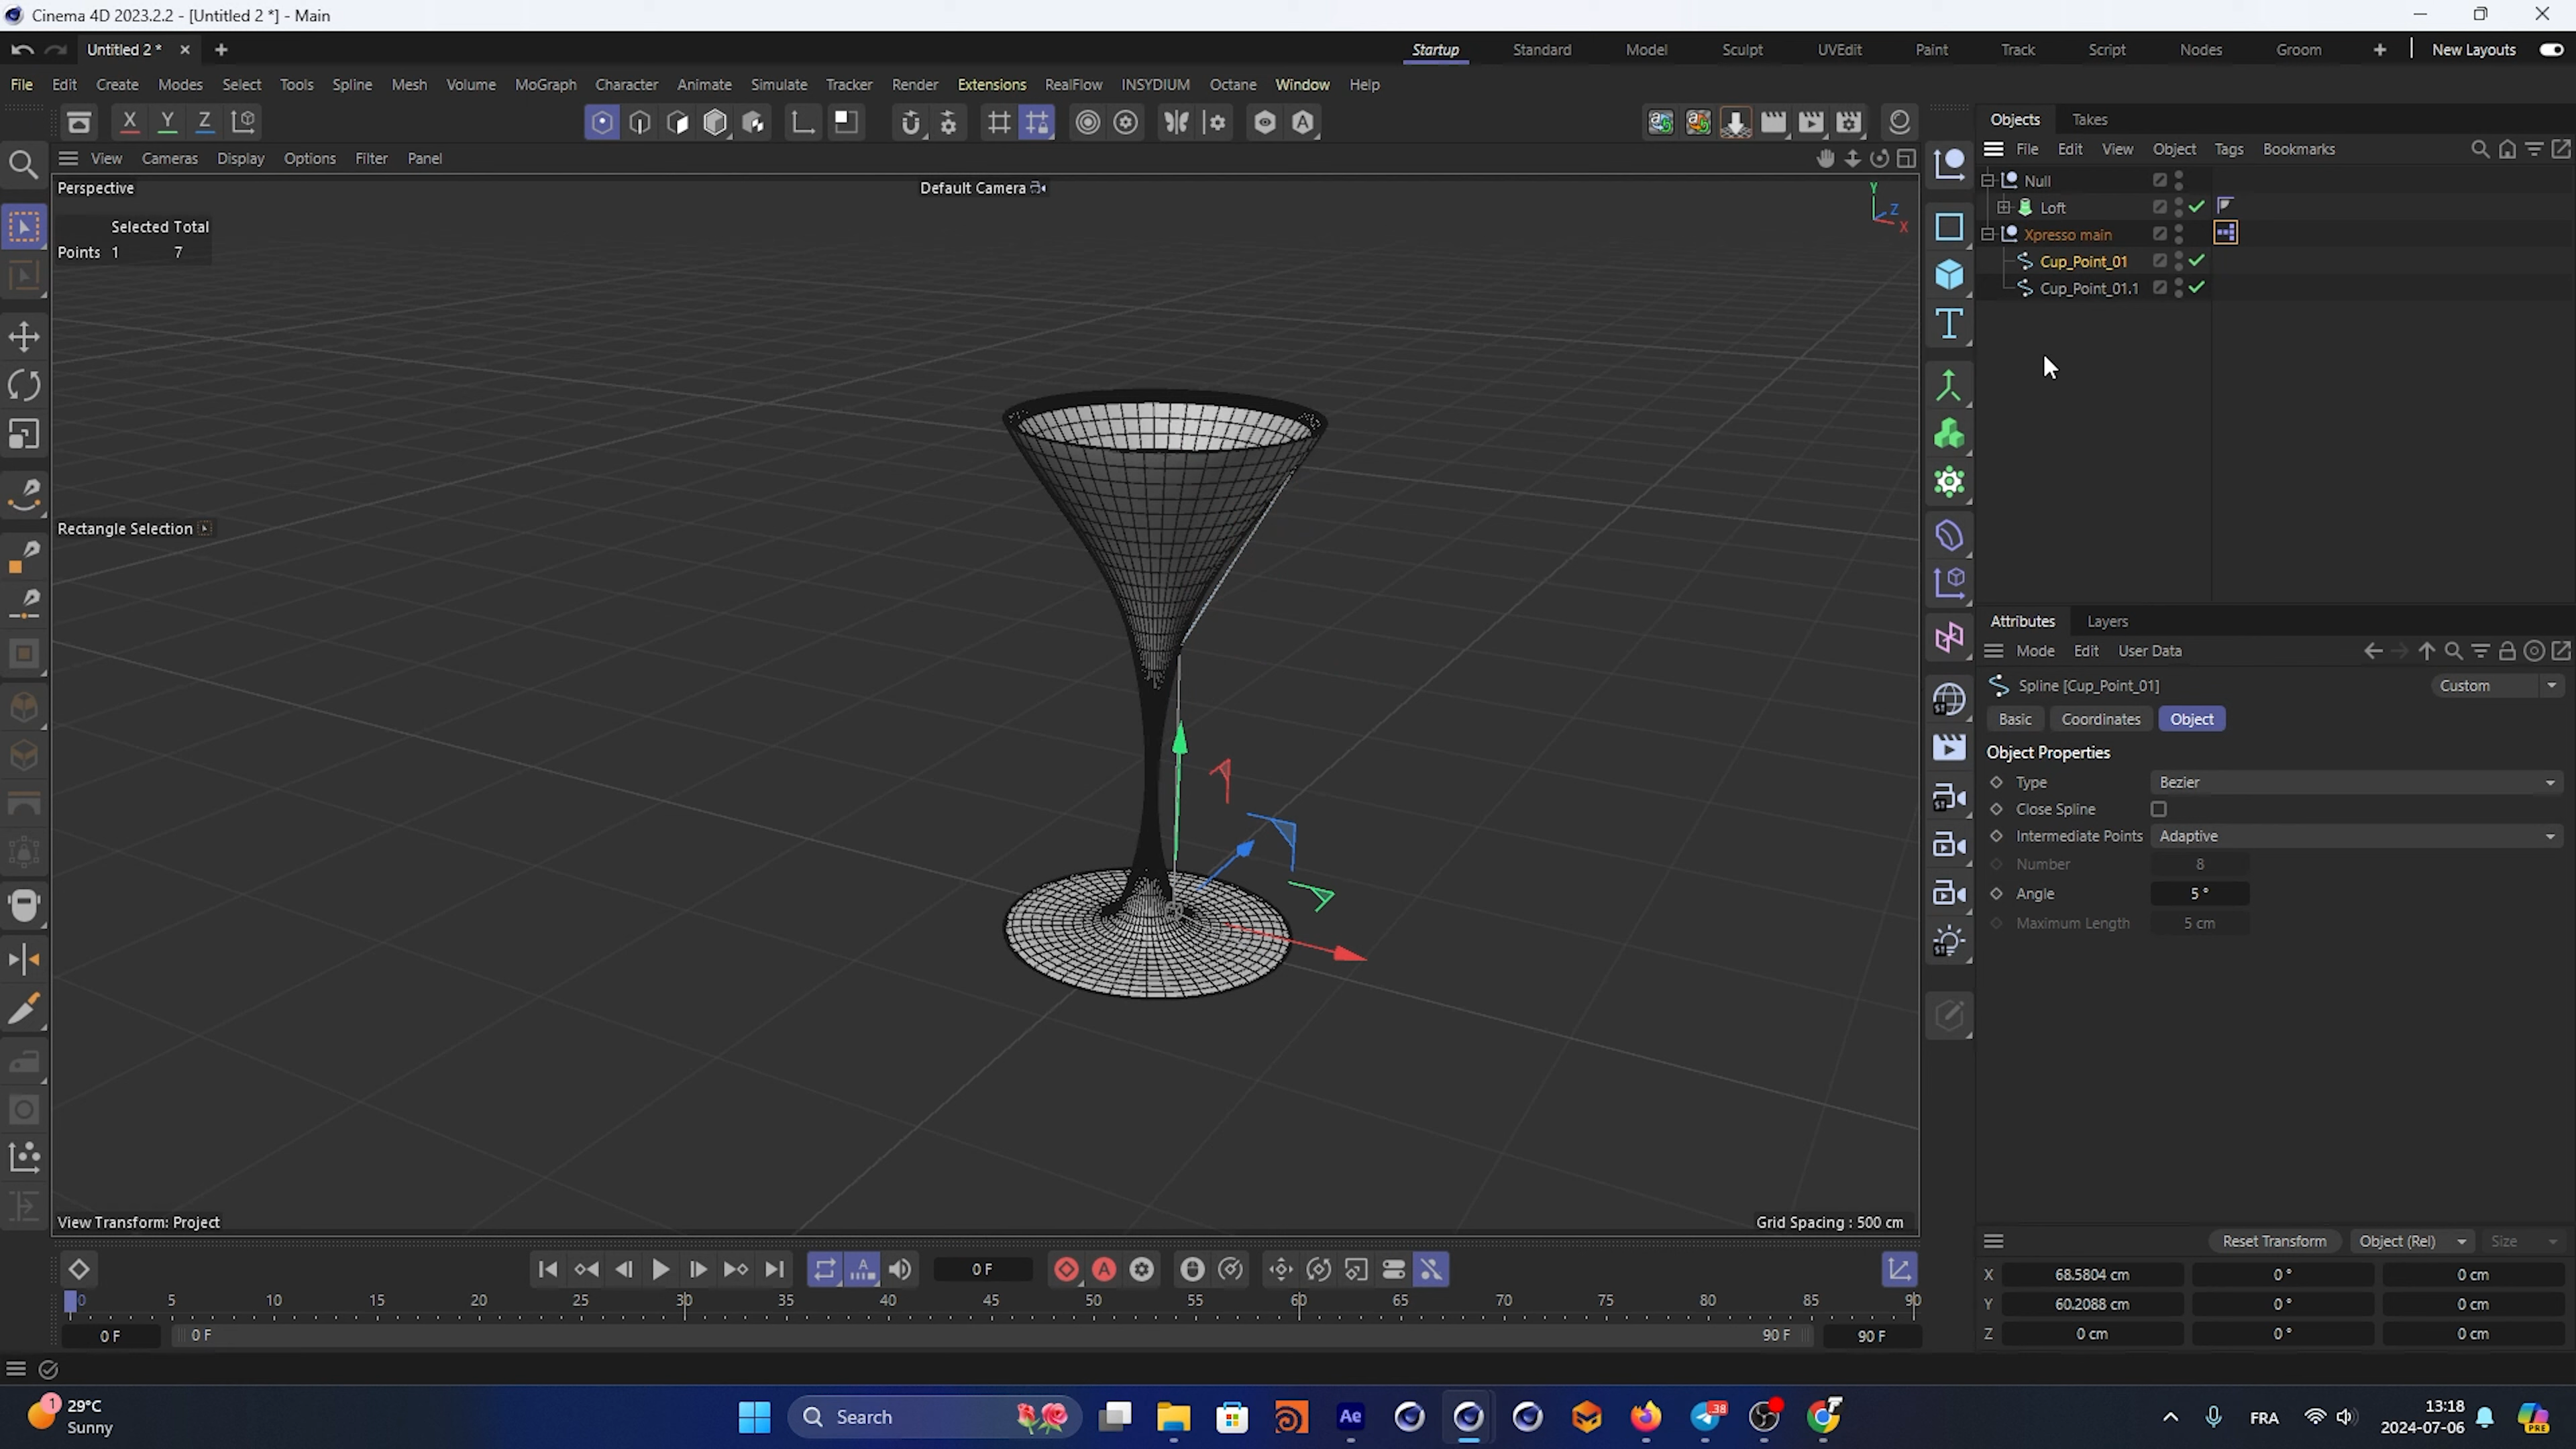 Cinema 4D 2023.2.2 - [Untitled 2 *] - Main
Untitled 2 *
Startup Standard Model Sculpt UVEdit Paint Track Script Nodes Groom New Layouts
File Edit Create Modes Select Tools Spline Mesh Volume MoGraph Character Animate Simulate Tracker Render Extensions RealFlow INSYDIUM Octane Window Help
X Y Z
Objects Takes
View Cameras Display Options Filter Panel
File Edit View Object Tags Bookmarks
Perspective
Default Camera
Y
Z
X
Selected Total
Points 1 7
Rectangle Selection
Null
Loft
Xpresso main
Cup_Point_01
Cup_Point_01.1
Attributes Layers
Mode Edit User Data
Spline [Cup_Point_01]
Custom
Basic Coordinates Object
Object Properties
Type Bezier
Close Spline
Intermediate Points Adaptive
Number 8
Angle 5 °
Maximum Length 5 cm
View Transform: Project
Grid Spacing : 500 cm
Reset Transform Object (Rel) Size
0 F
X 68.5804 cm 0 ° 0 cm
Y 60.2088 cm 0 ° 0 cm
Z 0 cm 0 ° 0 cm
0 5 10 15 20 25 30 35 40 45 50 55 60 65 70 75 80 85 90
0 F 0 F 90 F 90 F
1
29°C
Sunny
Search
Ae
38
FRA
13:18
2024-07-06
PRE